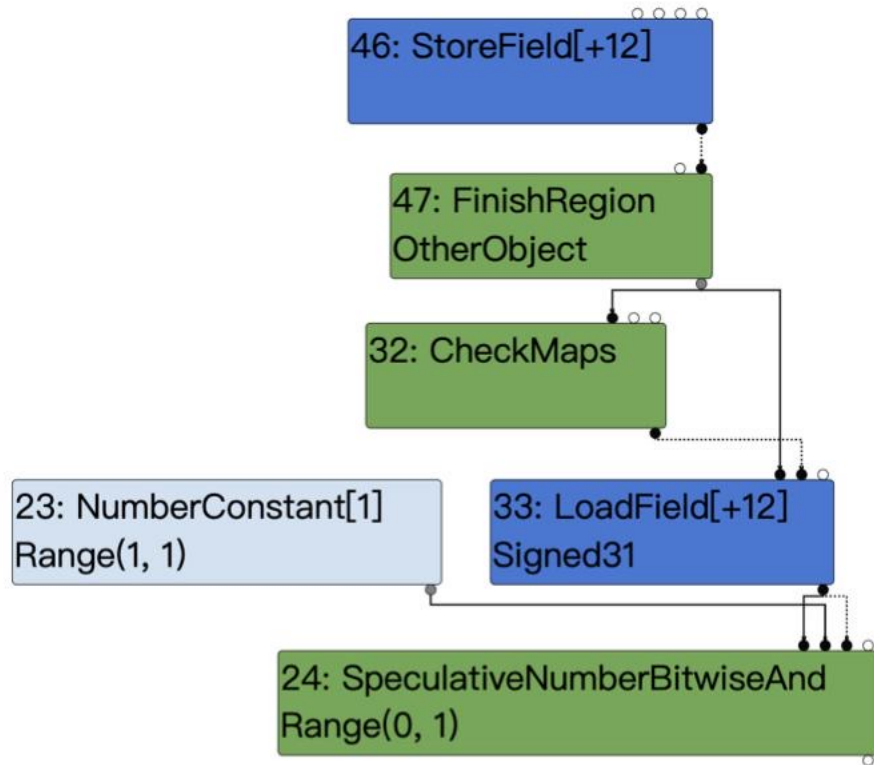 46: StoreField[+12]
47: FinishRegion
OtherObject
32: CheckMaps
23: NumberConstant[1]
Range(1, 1)
33: LoadField[+12]
Signed31
24: SpeculativeNumberBitwiseAnd
Range(0, 1)